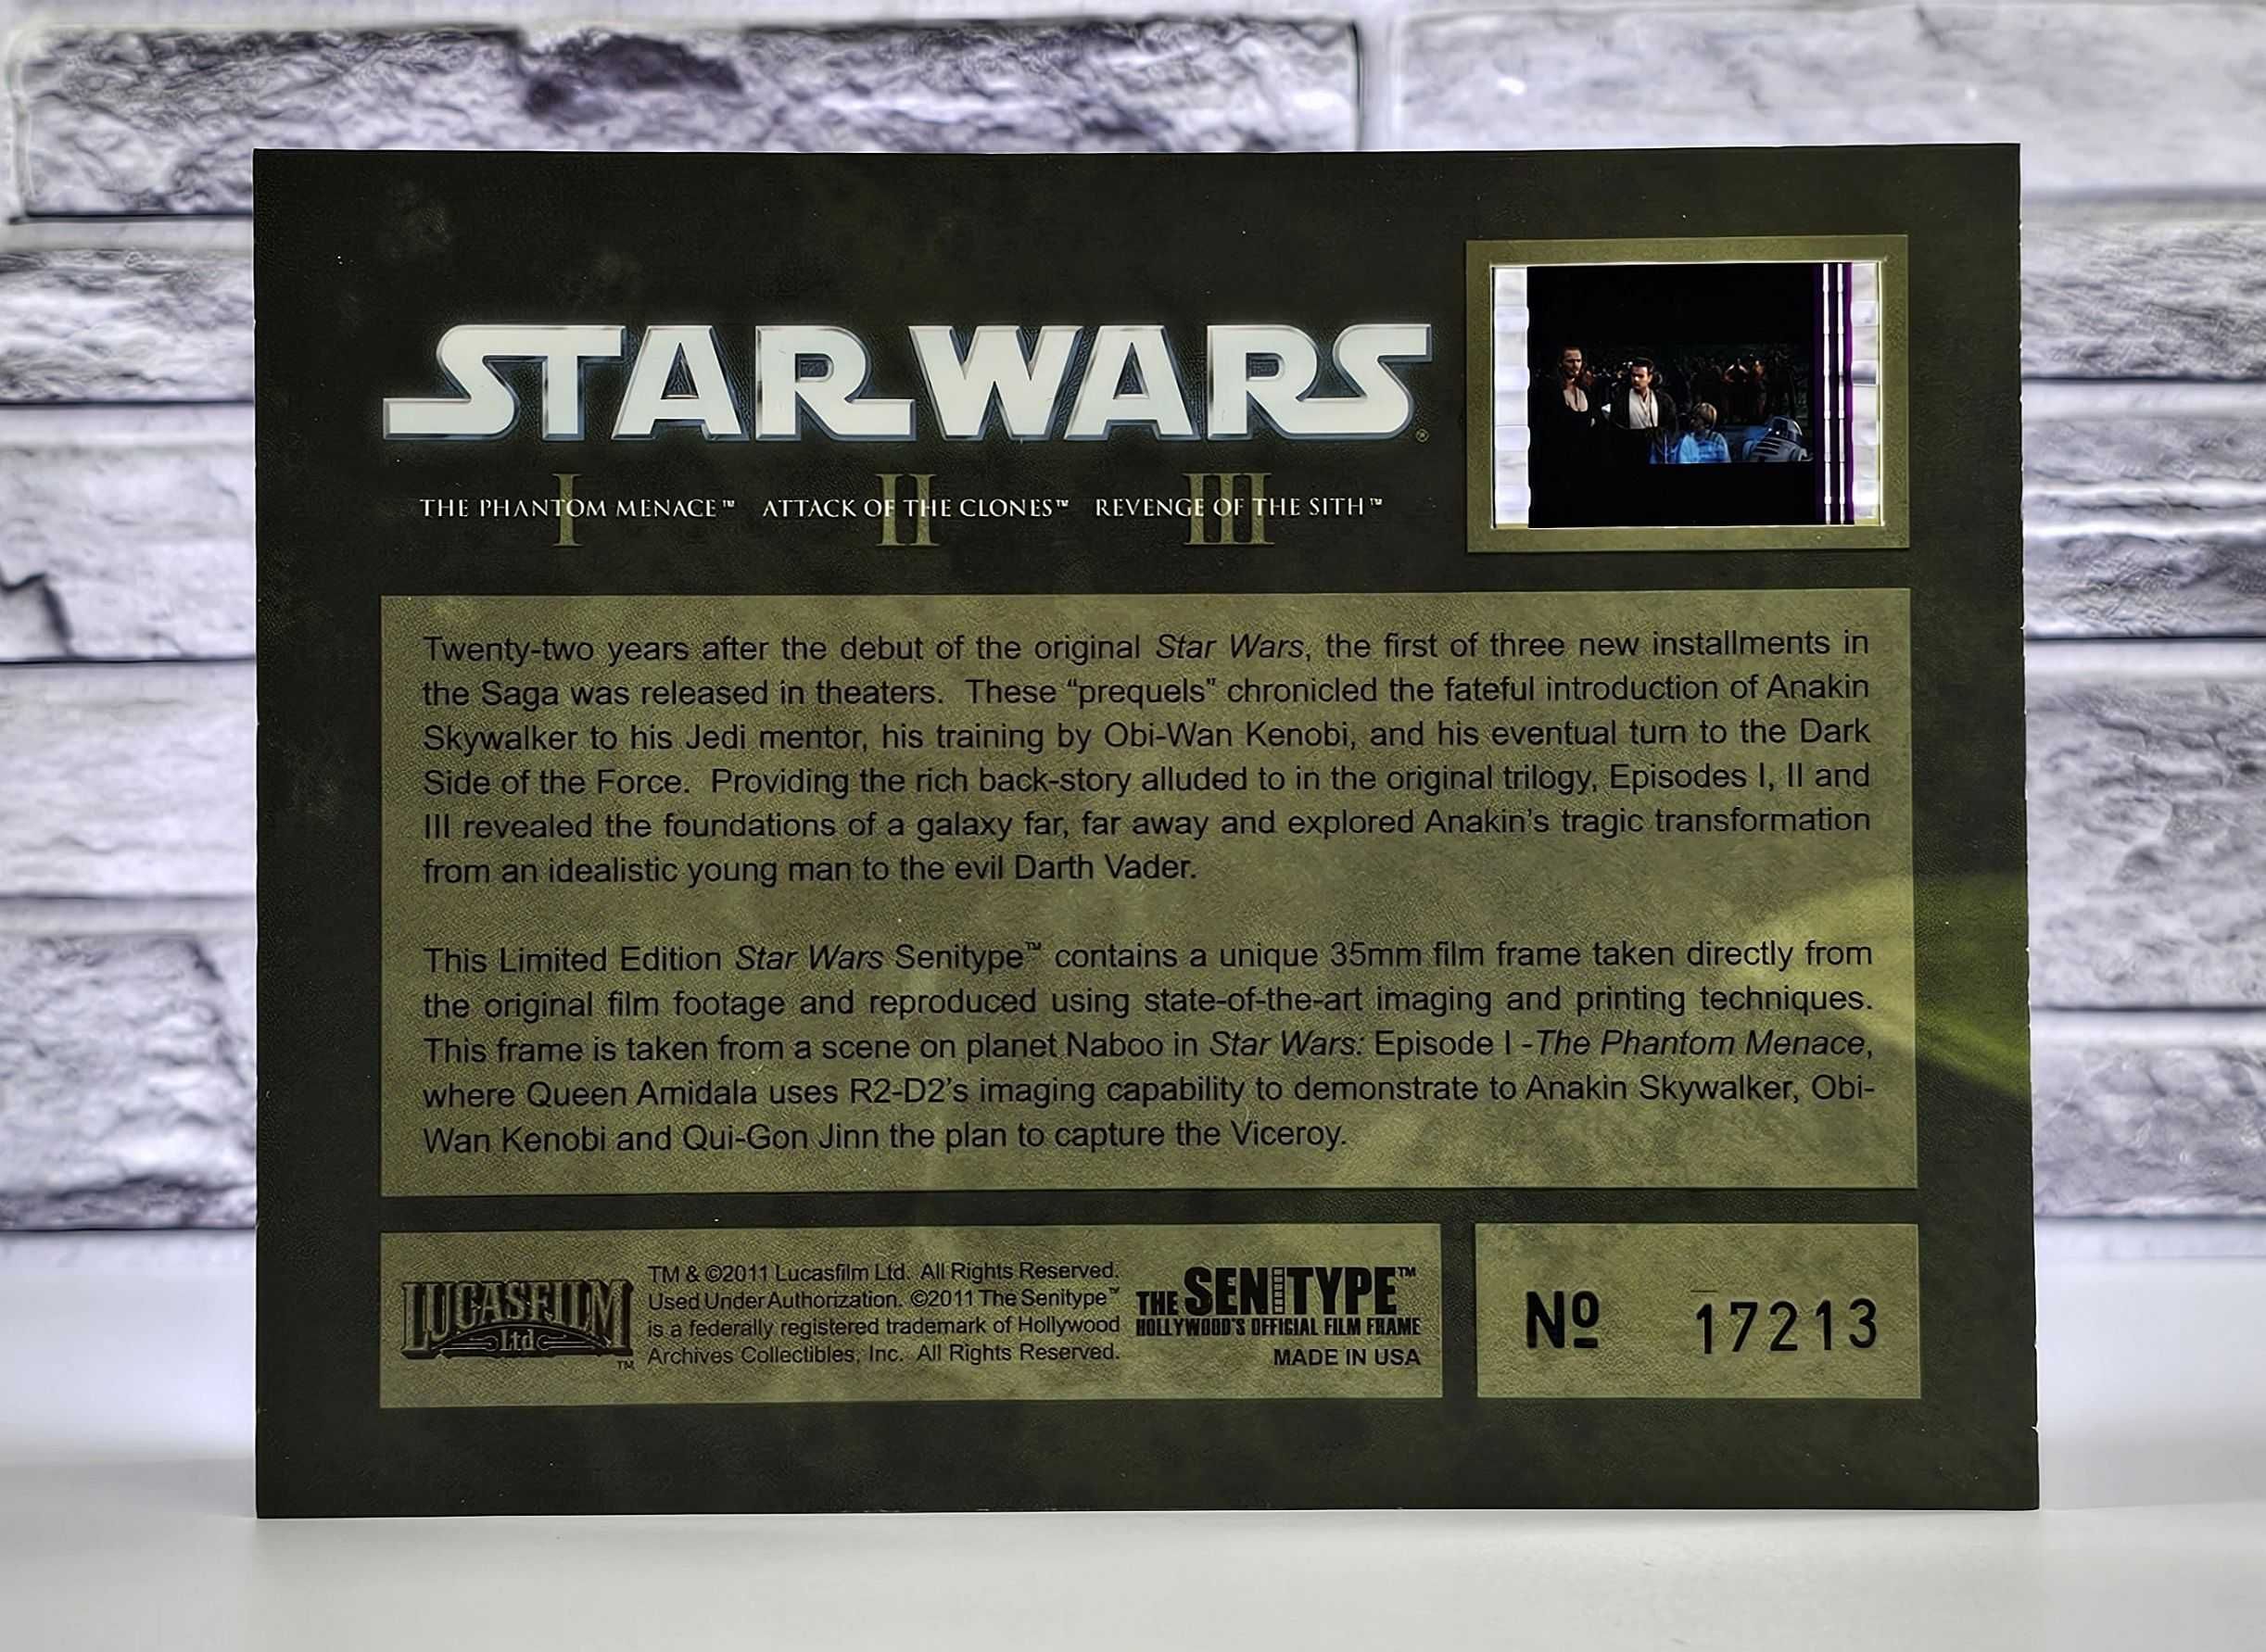 STAR WARS®
I II III
THE PHANTOM MENACE™ ATTACK OF THE CLONES™ REVENGE OF THE SITH™
Twenty-two years after the debut of the original Star Wars, the first of three new installments in
the Saga was released in theaters. These “prequels” chronicled the fateful introduction of Anakin
Skywalker to his Jedi mentor, his training by Obi-Wan Kenobi, and his eventual turn to the Dark
Side of the Force. Providing the rich back-story alluded to in the original trilogy, Episodes I, II and
III revealed the foundations of a galaxy far, far away and explored Anakin’s tragic transformation
from an idealistic young man to the evil Darth Vader.
This Limited Edition Star Wars Senitype™ contains a unique 35mm film frame taken directly from
the original film footage and reproduced using state-of-the-art imaging and printing techniques.
This frame is taken from a scene on planet Naboo in Star Wars: Episode I -The Phantom Menace,
where Queen Amidala uses R2-D2’s imaging capability to demonstrate to Anakin Skywalker, Obi-
Wan Kenobi and Qui-Gon Jinn the plan to capture the Viceroy.
LUCASFILM
Ltd
TM
TM & ©2011 Lucasfilm Ltd. All Rights Reserved.
Used Under Authorization. ©2011 The Senitype™
is a federally registered trademark of Hollywood
Archives Collectibles, Inc. All Rights Reserved.
THE SENITYPE™
HOLLYWOOD'S OFFICIAL FILM FRAME
MADE IN USA
Nº 17213